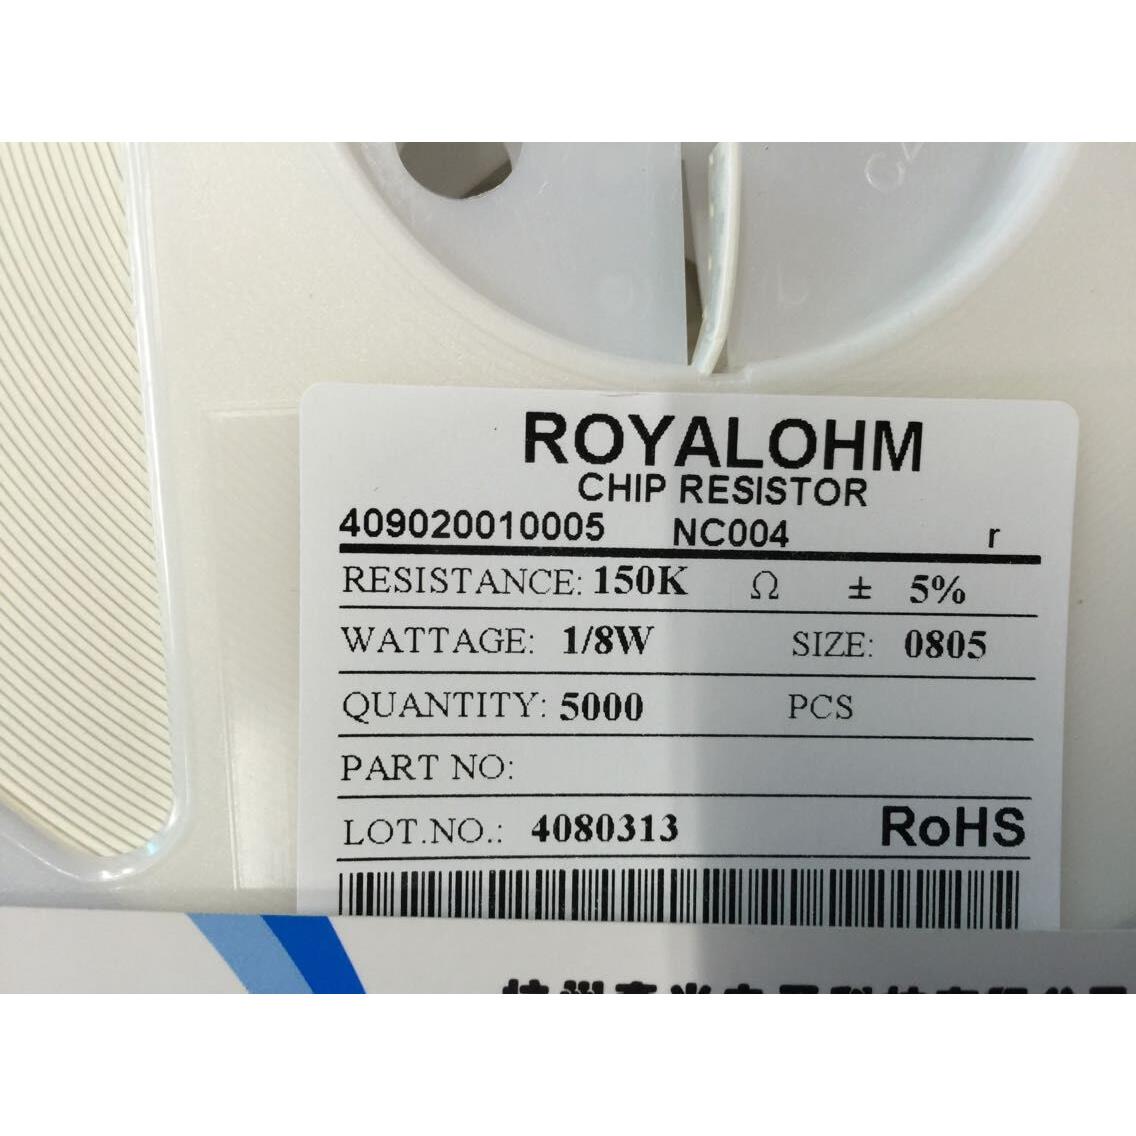 ROYALOHM
CHIP RESISTOR
409020010005 NC004 r
RESISTANCE: 150K Ω ± 5%
WATTAGE: 1/8W SIZE: 0805
QUANTITY: 5000 PCS
PART NO:
LOT.NO.: 4080313 RoHS